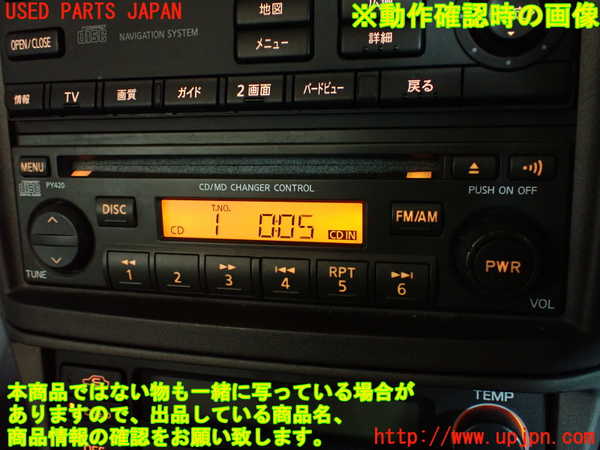 USED PARTS JAPAN
※動作確認時の画像
OPEN/CLOSE
disc
NAVIGATION SYSTEM
地図
メニュー
詳細
情報
TV
画質
ガイド
2画面
バードビュー
戻る
MENU
PY420
disc
CD/MD CHANGER CONTROL
PUSH ON OFF
DISC
T.NO.
CD 1 0:05 CD IN
FM/AM
TUNE
1
2
3
4
RPT 5
6
PWR
VOL
本商品ではない物も一緒に写っている場合が
ありますので、出品している商品名、
商品情報の確認をお願い致します。
TEMP
http://www.upjpn.com/